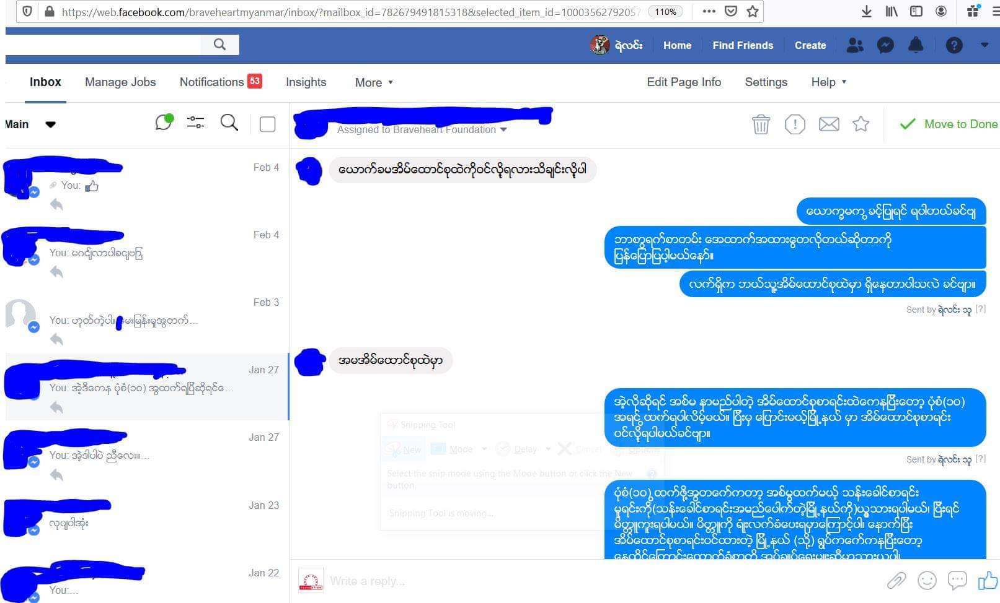 https://web.facebook.com/braveheartmyanmar/inbox/?mailbox_id=782679491815318&selected_item_id=10003562792057
110%
ရဲလင်း
Home
Find Friends
Create
Inbox
Manage Jobs
Notifications 53
Insights
More
Edit Page Info
Settings
Help
Main
Assigned to Braveheart Foundation
Move to Done
Feb 4
You:
Feb 4
You:
Feb 3
You: ဟုတ်ကဲ့ပါ။
Jan 27
You: အဲ့ဒီကေန ပုံစံ(၁၀) အွထက်ရပြီဆိုရင်ေ...
Jan 27
You: အဲ့ဒါပါပဲ ညီလေး။...
Jan 23
လုပျပါအုံး
Jan 22
You:...
ယောက်ခမအိမ်ထောင်စုထဲကိုဝင်လို့ရလားသိချင်းလို့ပါ
ယောက္ခမက ခွင့်ပြုရင် ရပါတယ်ခင်ဗျ
ဘာစာရွက်စာတမ်း အေထာက်အထားတွေလိုတယ်ဆိုတာကို
ပြန်ပြောပြပါ့မယ်နော်။
လက်ရှိက ဘယ်သူ့အိမ်ထောင်စုထဲမှာ ရှိနေတာပါသလဲ ခင်ဗျာ။
Sent by ရဲလင်း သူ [?]
အမအိမ်ထောင်စုထဲမှာ
အဲ့လိုဆိုရင် အစ်မ နာမည်ပါတဲ့ အိမ်ထောင်စုစာရင်းထဲကေနပြီးတော့ ပုံစံ(၁၀)
အရင် ထွက်ရပါလိမ့်မယ်။ ပြီးမှ ပြောင်းမယ့်မြို့နယ် မှာ အိမ်ထောင်စုစာရင်း
ဝင်လို့ရပါမယ်ခင်ဗျာ။
Sent by ရဲလင်း သူ [?]
Snipping Tool
New
Mode
Delay
Cancel
Options
Select the snip mode using the Mode button or click the New
button.
Snipping Tool is moving...
ပုံစံ(၁၀) ထွက်ဖို့အတွက်ကတော့ အစ်မထွက်မယ့် သန်းခေါင်စာရင်း
မူရင်းကို(သန်းခေါင်စာရင်းအမည်ပေါက်တဲ့မြို့နယ်ကို)ယူသွားရပါမယ်၊ ပြီးရင်
မိတ္တူကူးရပါမယ်။ မိတ္တူကို ရုံးလက်ခံပေးရမှာကြောင့်ပါ၊ နောက်ပြီး
အိမ်ထောင်စုစာရင်းဝင်ထားတဲ့ မြို့နယ် (သို့) ရွပ်ကွက်ကေနပြီးတော့
Write a reply...